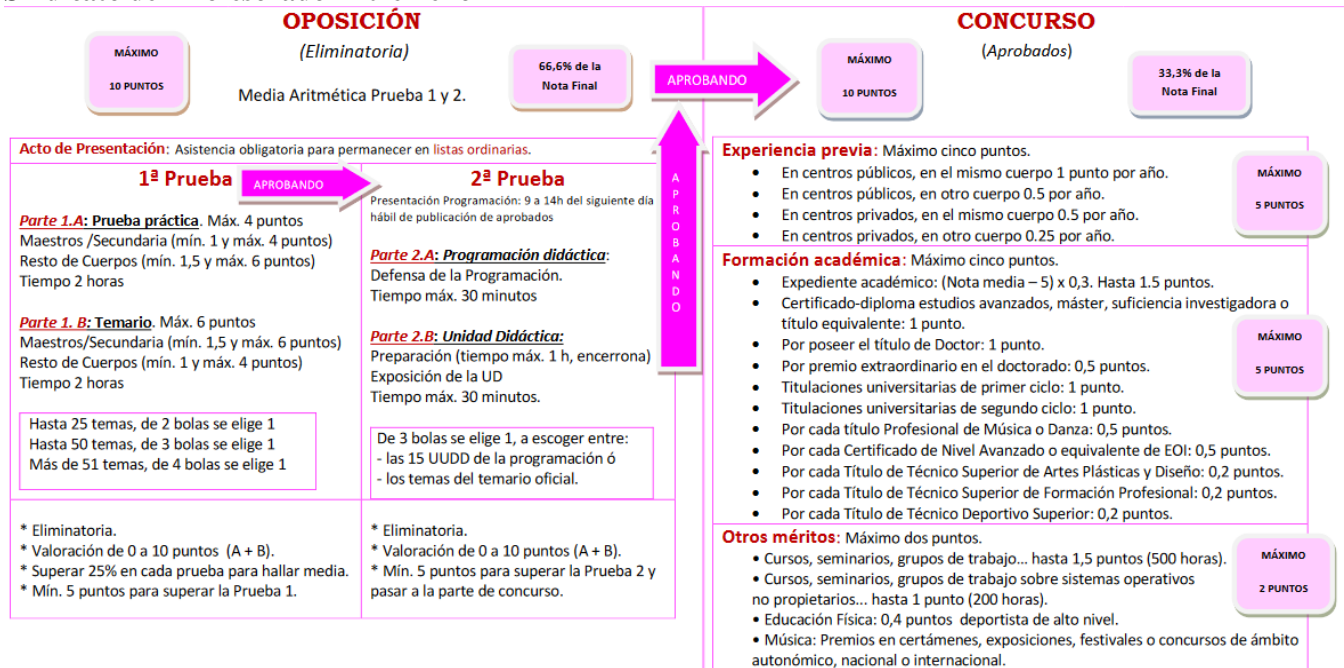 OPOSICIÓN
(Eliminatoria)
MÁXIMO
10 PUNTOS
Media Aritmética Prueba 1 y 2.
66,6% de la
Nota Final
APROBANDO
Acto de Presentación: Asistencia obligatoria para permanecer en listas ordinarias.
1ª Prueba
APROBANDO
Parte 1.A: Prueba práctica. Máx. 4 puntos
Maestros /Secundaria (mín. 1 y máx. 4 puntos)
Resto de Cuerpos (mín. 1,5 y máx. 6 puntos)
Tiempo 2 horas
Parte 1. B: Temario. Máx. 6 puntos
Maestros/Secundaria (mín. 1,5 y máx. 6 puntos)
Resto de Cuerpos (mín. 1 y máx. 4 puntos)
Tiempo 2 horas
Hasta 25 temas, de 2 bolas se elige 1
Hasta 50 temas, de 3 bolas se elige 1
Más de 51 temas, de 4 bolas se elige 1
* Eliminatoria.
* Valoración de 0 a 10 puntos (A + B).
* Superar 25% en cada prueba para hallar media.
* Mín. 5 puntos para superar la Prueba 1.
2ª Prueba
Presentación Programación: 9 a 14h del siguiente día
hábil de publicación de aprobados
Parte 2.A: Programación didáctica:
Defensa de la Programación.
Tiempo máx. 30 minutos
Parte 2.B: Unidad Didáctica:
Preparación (tiempo máx. 1 h, encerrona)
Exposición de la UD
Tiempo máx. 30 minutos.
De 3 bolas se elige 1, a escoger entre:
- las 15 UUDD de la programación ó
- los temas del temario oficial.
* Eliminatoria.
* Valoración de 0 a 10 puntos (A + B).
* Mín. 5 puntos para superar la Prueba 2 y
pasar a la parte de concurso.
APROBANDO
CONCURSO
(Aprobados)
MÁXIMO
10 PUNTOS
33,3% de la
Nota Final
Experiencia previa: Máximo cinco puntos.
• En centros públicos, en el mismo cuerpo 1 punto por año.
• En centros públicos, en otro cuerpo 0.5 por año.
• En centros privados, en el mismo cuerpo 0.5 por año.
• En centros privados, en otro cuerpo 0.25 por año.
MÁXIMO
5 PUNTOS
Formación académica: Máximo cinco puntos.
• Expediente académico: (Nota media – 5) x 0,3. Hasta 1.5 puntos.
• Certificado-diploma estudios avanzados, máster, suficiencia investigadora o
título equivalente: 1 punto.
• Por poseer el título de Doctor: 1 punto.
• Por premio extraordinario en el doctorado: 0,5 puntos.
• Titulaciones universitarias de primer ciclo: 1 punto.
• Titulaciones universitarias de segundo ciclo: 1 punto.
• Por cada título Profesional de Música o Danza: 0,5 puntos.
• Por cada Certificado de Nivel Avanzado o equivalente de EOI: 0,5 puntos.
• Por cada Título de Técnico Superior de Artes Plásticas y Diseño: 0,2 puntos.
• Por cada Título de Técnico Superior de Formación Profesional: 0,2 puntos.
• Por cada Título de Técnico Deportivo Superior: 0,2 puntos.
MÁXIMO
5 PUNTOS
Otros méritos: Máximo dos puntos.
• Cursos, seminarios, grupos de trabajo... hasta 1,5 puntos (500 horas).
• Cursos, seminarios, grupos de trabajo sobre sistemas operativos
no propietarios... hasta 1 punto (200 horas).
• Educación Física: 0,4 puntos deportista de alto nivel.
• Música: Premios en certámenes, exposiciones, festivales o concursos de ámbito
autonómico, nacional o internacional.
MÁXIMO
2 PUNTOS